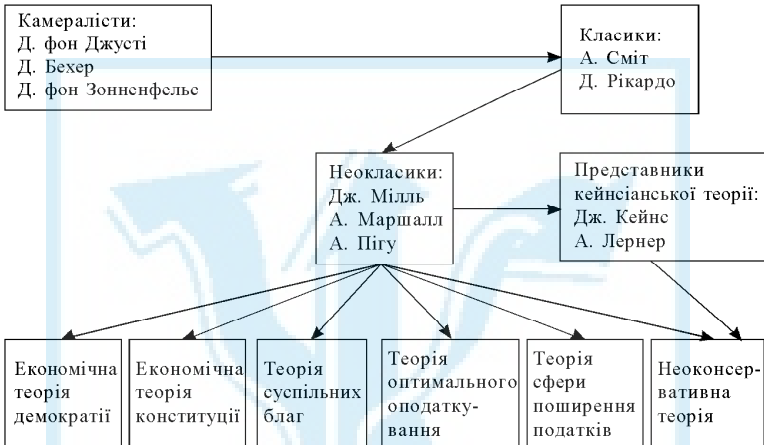 Камералісти:
Д. фон Джусті
Д. Бехер
Д. фон Зонненфельс
Класики:
А. Сміт
Д. Рікардо
Неокласики:
Дж. Мілль
А. Маршалл
А. Пігу
Представники
кейнсіанської теорії:
Дж. Кейнс
А. Лернер
Економічна
теорія
демократії
Економічна
теорія
конституції
Теорія
суспільних
благ
Теорія
оптимального
оподатку-
вання
Теорія
сфери
поширення
податків
Неоконсер-
вативна
теорія